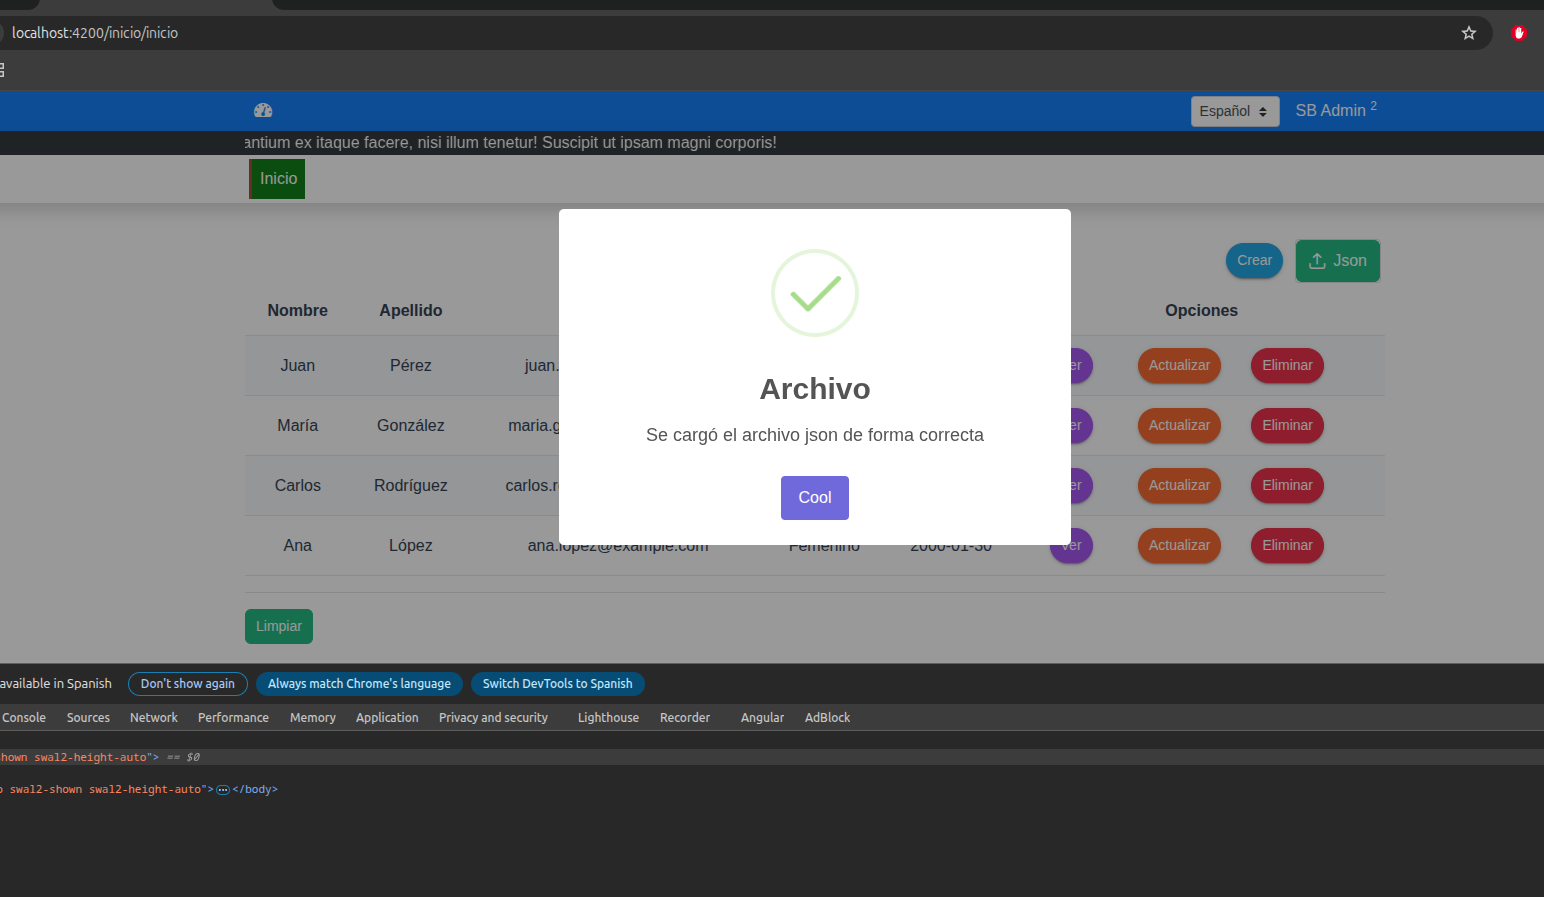 localhost:4200/inicio/inicio
Español
SB Admin 2
antium ex itaque facere, nisi illum tenetur! Suscipit ut ipsam magni corporis!
Inicio
Crear
Json
Nombre Apellido Opciones
Juan Pérez juan. er Actualizar Eliminar
María González maria.g er Actualizar Eliminar
Carlos Rodríguez carlos.r er Actualizar Eliminar
Ana López ana.lopez@example.com Femenino 2000-01-30 Ver Actualizar Eliminar
Archivo
Se cargó el archivo json de forma correcta
Cool
Limpiar
available in Spanish Don't show again Always match Chrome's language Switch DevTools to Spanish
Console Sources Network Performance Memory Application Privacy and security Lighthouse Recorder Angular AdBlock
hown swal2-height-auto"> == $0
o swal2-shown swal2-height-auto">…</body>